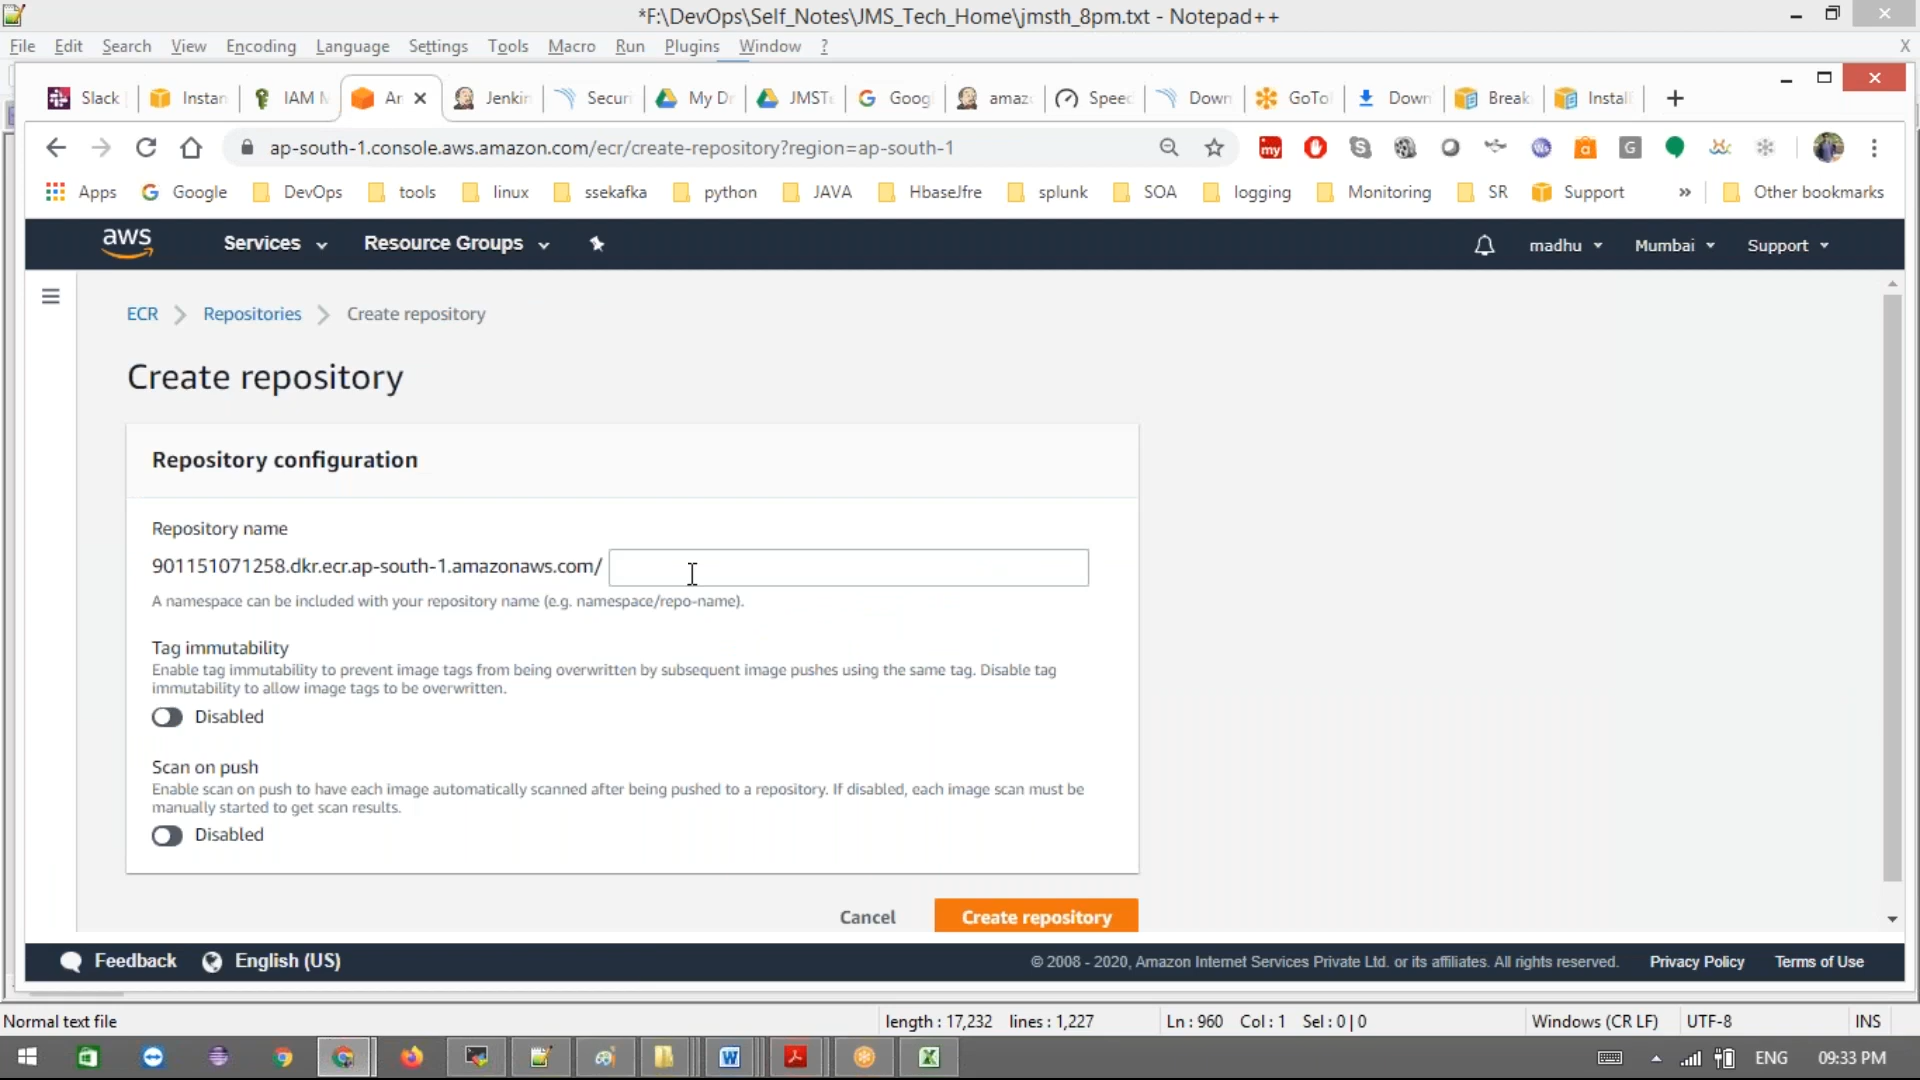 *F:\DevOps\Self_Notes\JMS_Tech_Home\jmsth_8pm.txt - Notepad++
File Edit Search View Encoding Language Settings Tools Macro Run Plugins Window ? X
Slack Instan IAM M An Jenkin Securi My Dr JMSTe Goog amaz Speed Down GoTo Down Break Install
ap-south-1.console.aws.amazon.com/ecr/create-repository?region=ap-south-1
Apps Google DevOps tools linux ssekafka python JAVA HbaseJfre splunk SOA logging Monitoring SR Support » Other bookmarks
aws Services Resource Groups madhu Mumbai Support
ECR Repositories Create repository
Create repository
Repository configuration
Repository name
901151071258.dkr.ecr.ap-south-1.amazonaws.com/
A namespace can be included with your repository name (e.g. namespace/repo-name).
Tag immutability
Enable tag immutability to prevent image tags from being overwritten by subsequent image pushes using the same tag. Disable tag
immutability to allow image tags to be overwritten.
Disabled
Scan on push
Enable scan on push to have each image automatically scanned after being pushed to a repository. If disabled, each image scan must be
manually started to get scan results.
Disabled
Cancel Create repository
Feedback English (US) © 2008 - 2020, Amazon Internet Services Private Ltd. or its affiliates. All rights reserved. Privacy Policy Terms of Use
Normal text file length : 17,232 lines : 1,227 Ln : 960 Col : 1 Sel : 0 | 0 Windows (CR LF) UTF-8 INS
ENG 09:33 PM